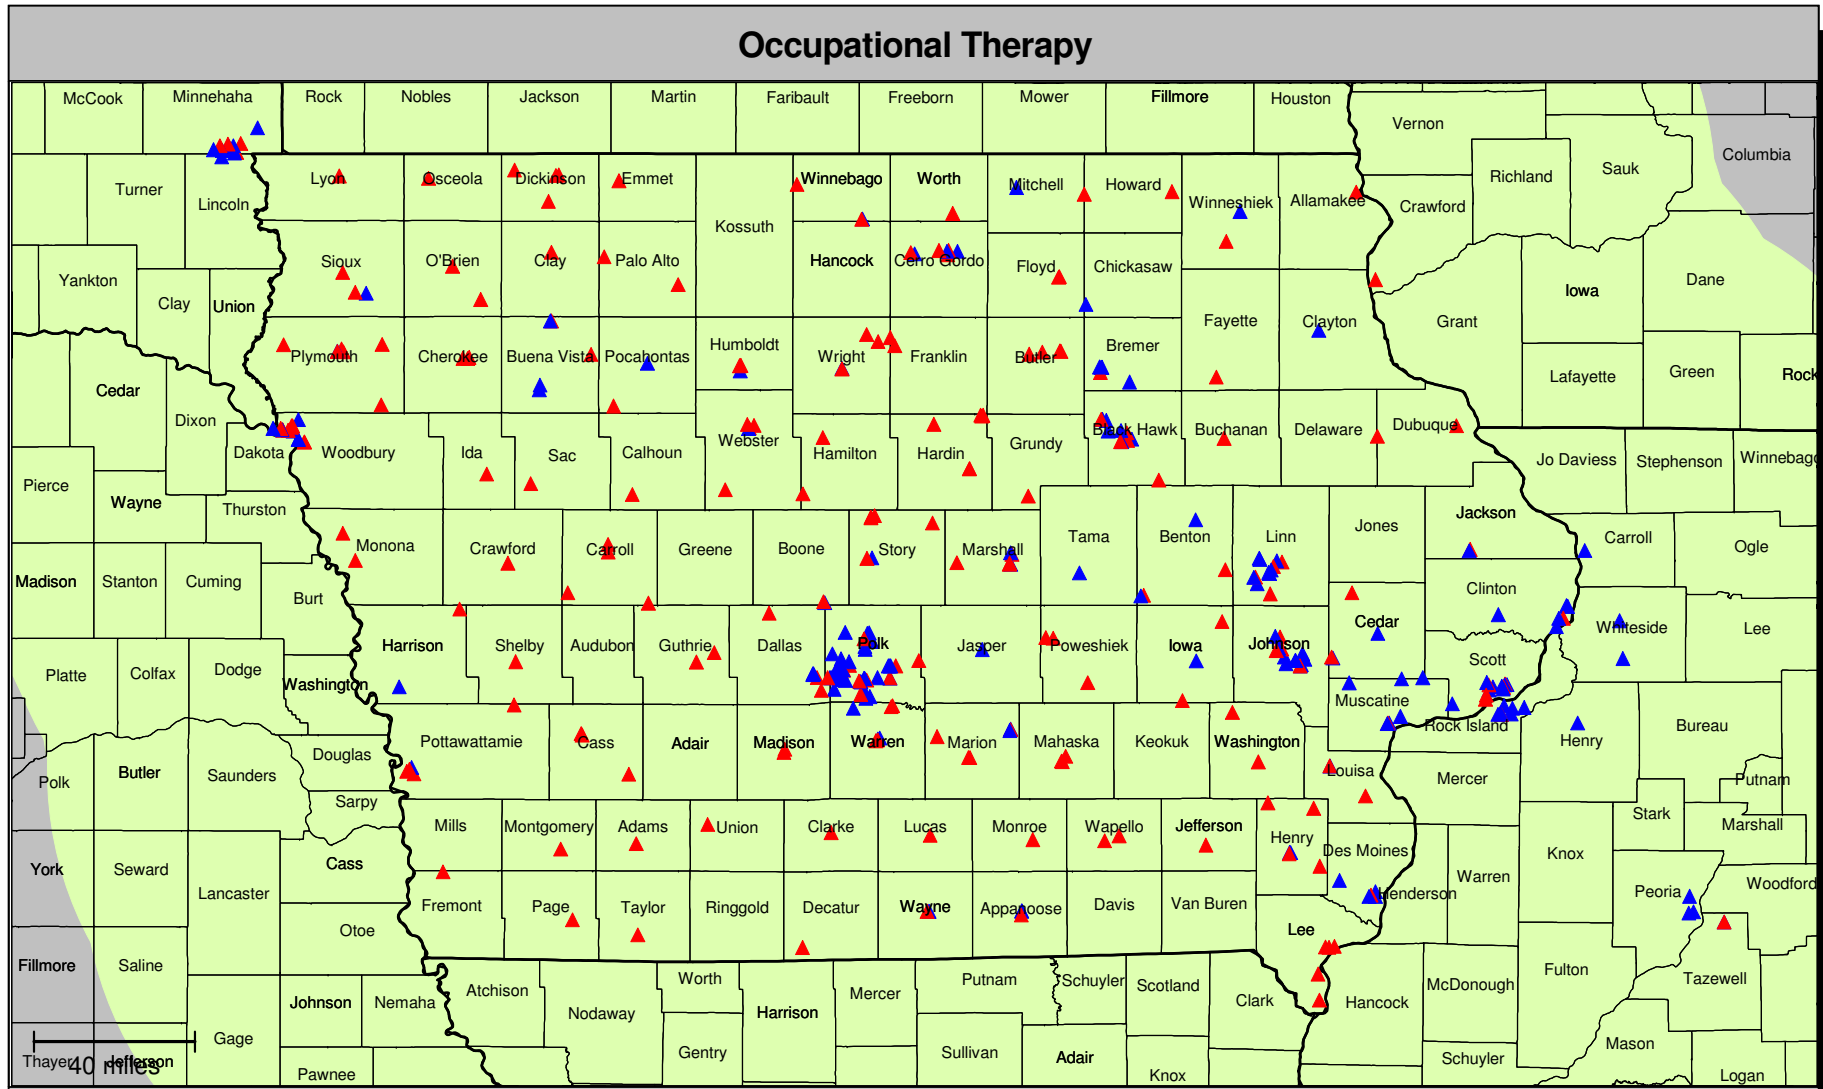 Occupational Therapy
McCook Minnehaha Rock Nobles Jackson Martin Faribault Freeborn Mower Fillmore Houston
Vernon
Columbia
Richland Sauk
Turner Lyon Osceola Dickinson Emmet Winnebago Worth Mitchell Howard
Lincoln Winneshiek Allamakee Crawford
Kossuth
Sioux O'Brien Clay Palo Alto Hancock Cerro Gordo Floyd Chickasaw
Yankton Clay Union Iowa Dane
Fayette Clayton Grant
Plymouth Cherokee Buena Vista Pocahontas Humboldt Wright Franklin Butler Bremer
Cedar Lafayette Green Rock
Dixon
Dakota Woodbury Ida Sac Calhoun Webster Hamilton Hardin Grundy Black Hawk Buchanan Delaware Dubuque
Jo Daviess Stephenson Winnebago
Pierce Wayne Thurston
Jackson
Monona Crawford Carroll Greene Boone Story Marshall Tama Benton Linn Jones
Carroll Ogle
Madison Stanton Cuming Burt Clinton
Harrison Shelby Audubon Guthrie Dallas Polk Jasper Poweshiek Iowa Johnson Cedar
Whiteside Lee
Scott
Platte Colfax Dodge Washington
Muscatine
Pottawattamie Cass Adair Madison Warren Marion Mahaska Keokuk Washington
Rock Island Henry Bureau
Douglas
Polk Butler Saunders Louisa Mercer Putnam
Sarpy
Mills Montgomery Adams Union Clarke Lucas Monroe Wapello Jefferson Henry
Stark Marshall
Des Moines Knox
York Seward Cass Lancaster
Henderson Warren Peoria Woodford
Fremont Page Taylor Ringgold Decatur Wayne Appanoose Davis Van Buren
Otoe Lee
Fillmore Saline
Johnson Nemaha Atchison Nodaway Worth Harrison Mercer Putnam Schuyler Scotland Clark Hancock McDonough Fulton Tazewell
Gage
Gentry Sullivan Adair Schuyler Mason
Thayer Jefferson
40 miles
Pawnee Knox Logan